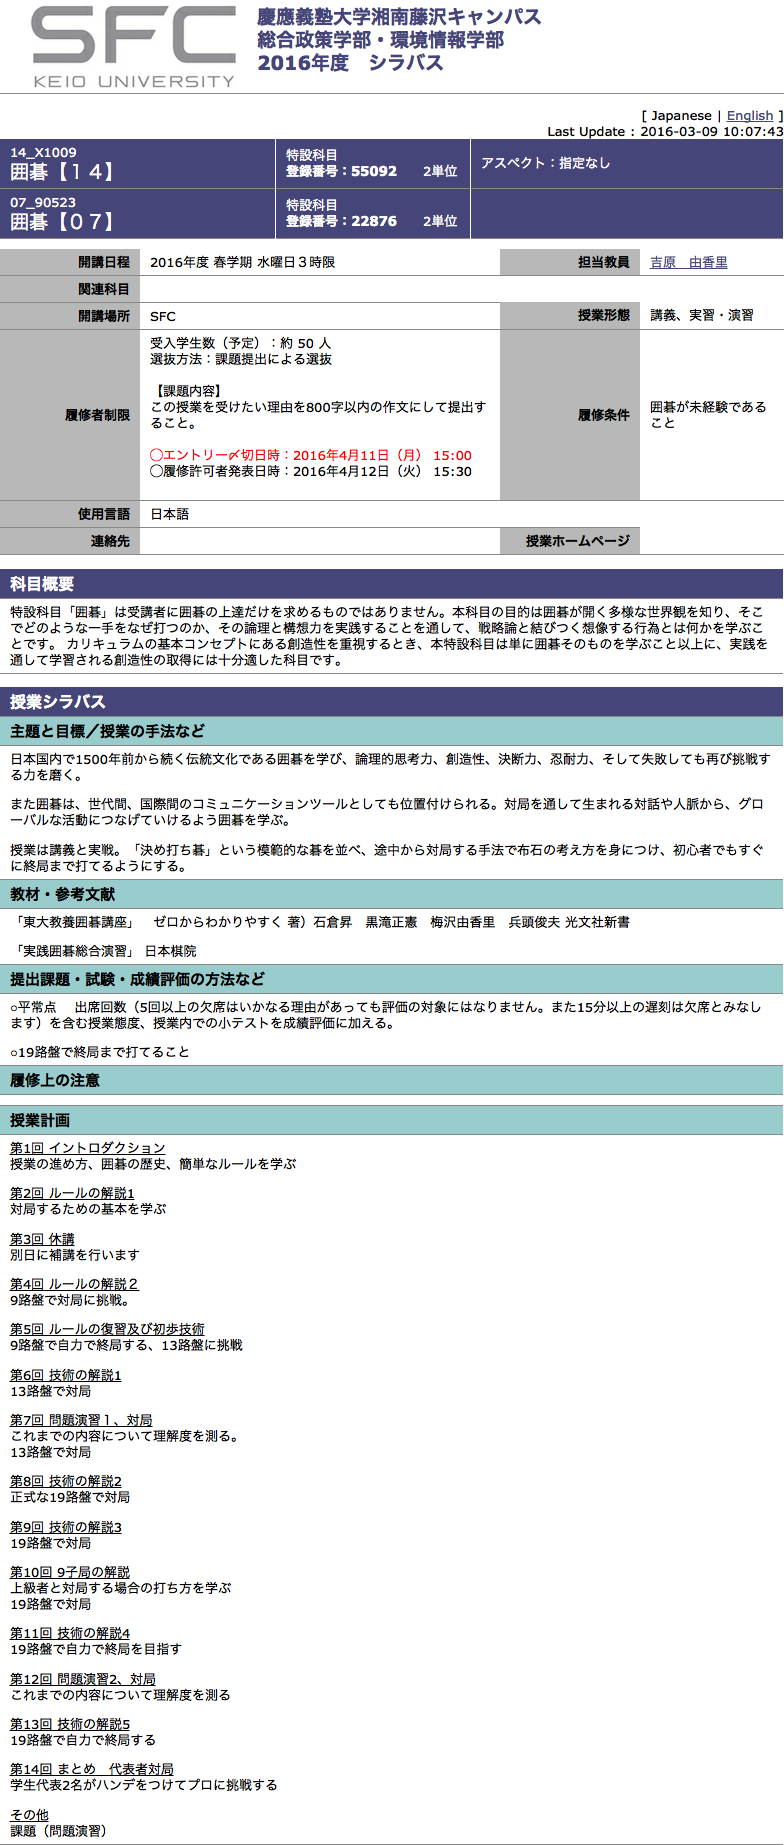 SFC
KEIO UNIVERSITY
慶應義塾大学湘南藤沢キャンパス
総合政策学部・環境情報学部
2016年度　シラバス
[ Japanese | English ]
Last Update : 2016-03-09 10:07:43
14_X1009
囲碁【１４】
特設科目
登録番号：55092　2単位
アスペクト：指定なし
07_90523
囲碁【０７】
特設科目
登録番号：22876　2単位
開講日程
2016年度 春学期 水曜日３時限
担当教員
吉原　由香里
関連科目
開講場所
SFC
授業形態
講義、実習・演習
履修者制限
受入学生数（予定）：約 50 人
選抜方法：課題提出による選抜
【課題内容】
この授業を受けたい理由を800字以内の作文にして提出す
ること。
◯エントリー〆切日時：2016年4月11日（月） 15:00
◯履修許可者発表日時：2016年4月12日（火） 15:30
履修条件
囲碁が未経験である
こと
使用言語
日本語
連絡先
授業ホームページ
科目概要
特設科目「囲碁」は受講者に囲碁の上達だけを求めるものではありません。本科目の目的は囲碁が開く多様な世界観を知り、そこ
でどのような一手をなぜ打つのか、その論理と構想力を実践することを通して、戦略論と結びつく想像する行為とは何かを学ぶこ
とです。 カリキュラムの基本コンセプトにある創造性を重視するとき、本特設科目は単に囲碁そのものを学ぶこと以上に、実践を
通して学習される創造性の取得には十分適した科目です。
授業シラバス
主題と目標／授業の手法など
日本国内で1500年前から続く伝統文化である囲碁を学び、論理的思考力、創造性、決断力、忍耐力、そして失敗しても再び挑戦す
る力を磨く。
また囲碁は、世代間、国際間のコミュニケーションツールとしても位置付けられる。対局を通して生まれる対話や人脈から、グロ
ーバルな活動につなげていけるよう囲碁を学ぶ。
授業は講義と実戦。「決め打ち碁」という模範的な碁を並べ、途中から対局する手法で布石の考え方を身につけ、初心者でもすぐ
に終局まで打てるようにする。
教材・参考文献
「東大教養囲碁講座」　ゼロからわかりやすく 著）石倉昇　黒滝正憲　梅沢由香里　兵頭俊夫 光文社新書
「実践囲碁総合演習」 日本棋院
提出課題・試験・成績評価の方法など
○平常点　出席回数（5回以上の欠席はいかなる理由があっても評価の対象にはなりません。また15分以上の遅刻は欠席とみなし
ます）を含む授業態度、授業内での小テストを成績評価に加える。
○19路盤で終局まで打てること
履修上の注意
授業計画
第1回 イントロダクション
授業の進め方、囲碁の歴史、簡単なルールを学ぶ
第2回 ルールの解説1
対局するための基本を学ぶ
第3回 休講
別日に補講を行います
第4回 ルールの解説２
9路盤で対局に挑戦。
第5回 ルールの復習及び初歩技術
9路盤で自力で終局する、13路盤に挑戦
第6回 技術の解説1
13路盤で対局
第7回 問題演習１、対局
これまでの内容について理解度を測る。
13路盤で対局
第8回 技術の解説2
正式な19路盤で対局
第9回 技術の解説3
19路盤で対局
第10回 9子局の解説
上級者と対局する場合の打ち方を学ぶ
19路盤で対局
第11回 技術の解説4
19路盤で自力で終局を目指す
第12回 問題演習2、対局
これまでの内容について理解度を測る
第13回 技術の解説5
19路盤で自力で終局する
第14回 まとめ　代表者対局
学生代表2名がハンデをつけてプロに挑戦する
その他
課題（問題演習）